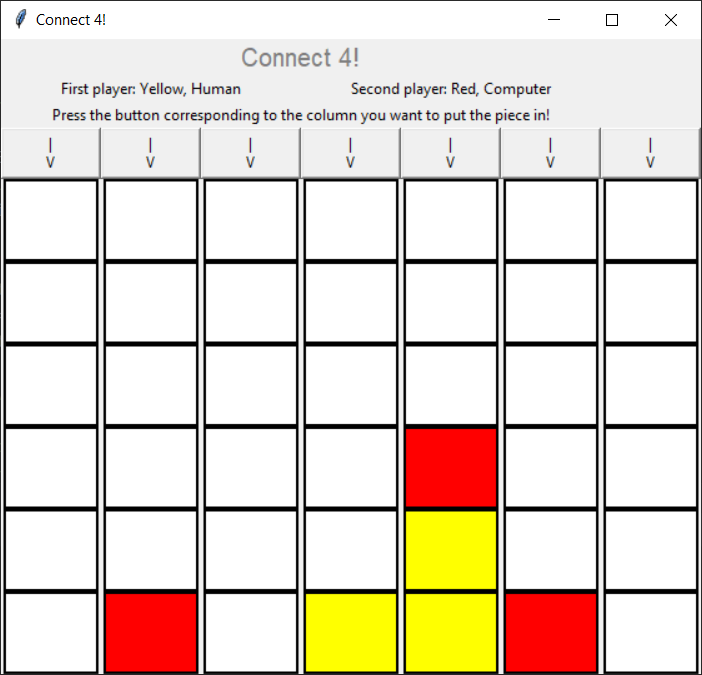 Connect 4!
Connect 4!
First player: Yellow, Human Second player: Red, Computer
Press the button corresponding to the column you want to put the piece in!
| | | | | | |
V V V V V V V